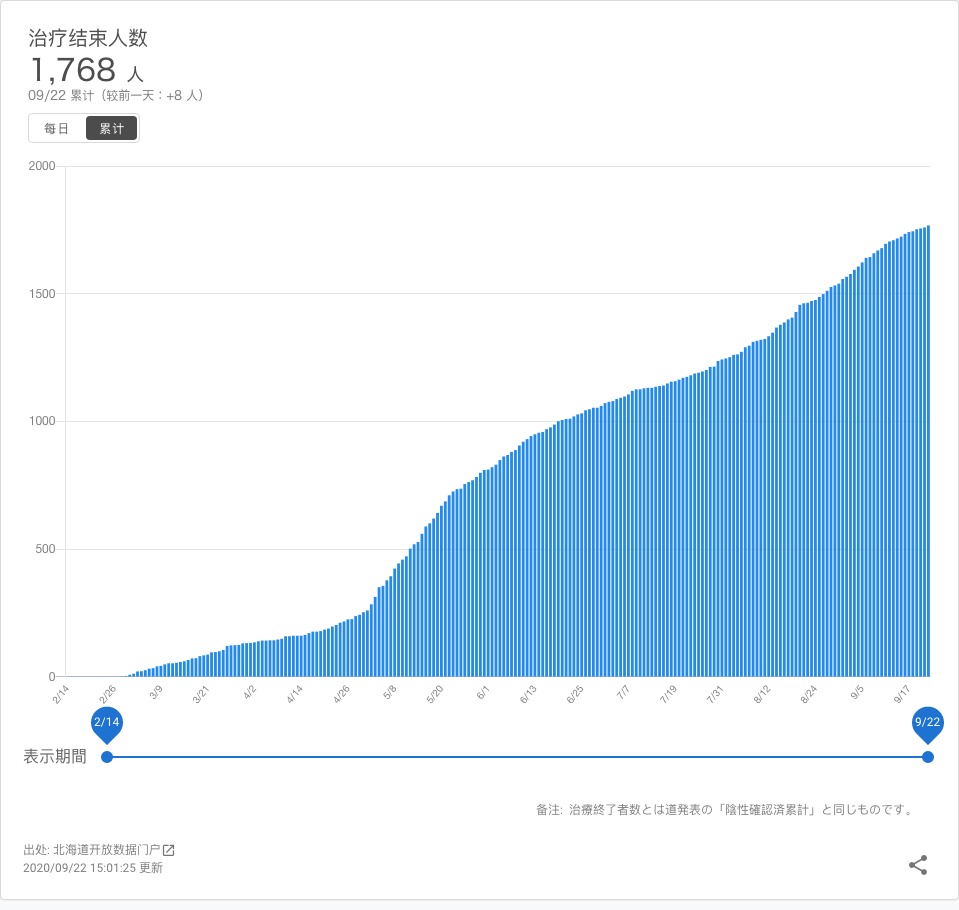 治疗结束人数
1,768 人
09/22 累计（较前一天：+8 人）
每日 累计
2000
1500
1000
500
0
2/14 2/26 3/9 3/21 4/2 4/14 4/26 5/8 5/20 6/1 6/13 6/25 7/7 7/19 7/31 8/12 8/24 9/5 9/17
2/14 9/22
表示期間
备注: 治療終了者数とは道発表の「陰性確認済累計」と同じものです。
出处: 北海道开放数据门户
2020/09/22 15:01:25 更新